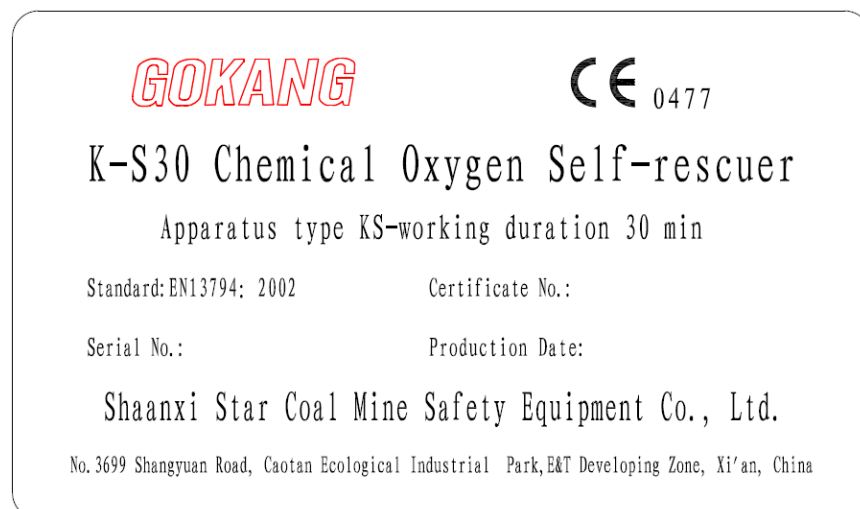 GOKANG
CE 0477
K-S30 Chemical Oxygen Self-rescuer
Apparatus type KS-working duration 30 min
Standard:EN13794: 2002 Certificate No.:
Serial No.: Production Date:
Shaanxi Star Coal Mine Safety Equipment Co., Ltd.
No.3699 Shangyuan Road, Caotan Ecological Industrial Park,E&T Developing Zone, Xi'an, China